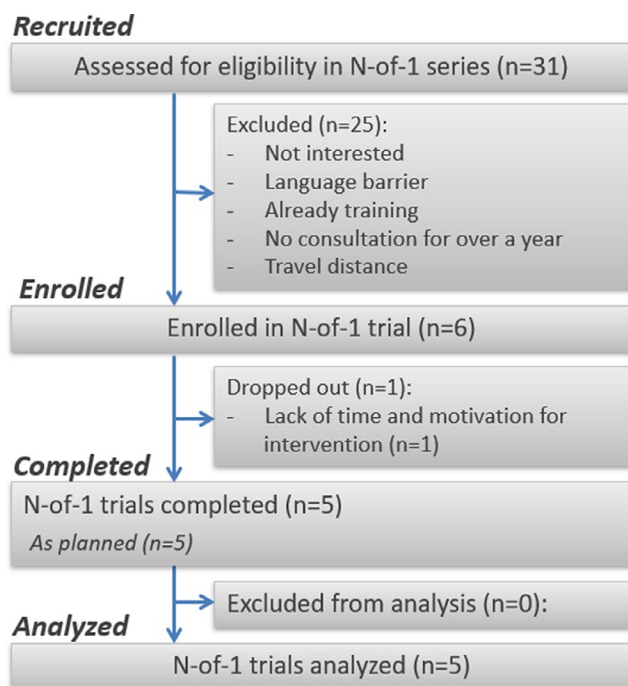 Recruited
Assessed for eligibility in N-of-1 series (n=31)
Excluded (n=25):
- Not interested
- Language barrier
- Already training
- No consultation for over a year
- Travel distance
Enrolled
Enrolled in N-of-1 trial (n=6)
Dropped out (n=1):
- Lack of time and motivation for
intervention (n=1)
Completed
N-of-1 trials completed (n=5)
As planned (n=5)
Excluded from analysis (n=0):
Analyzed
N-of-1 trials analyzed (n=5)